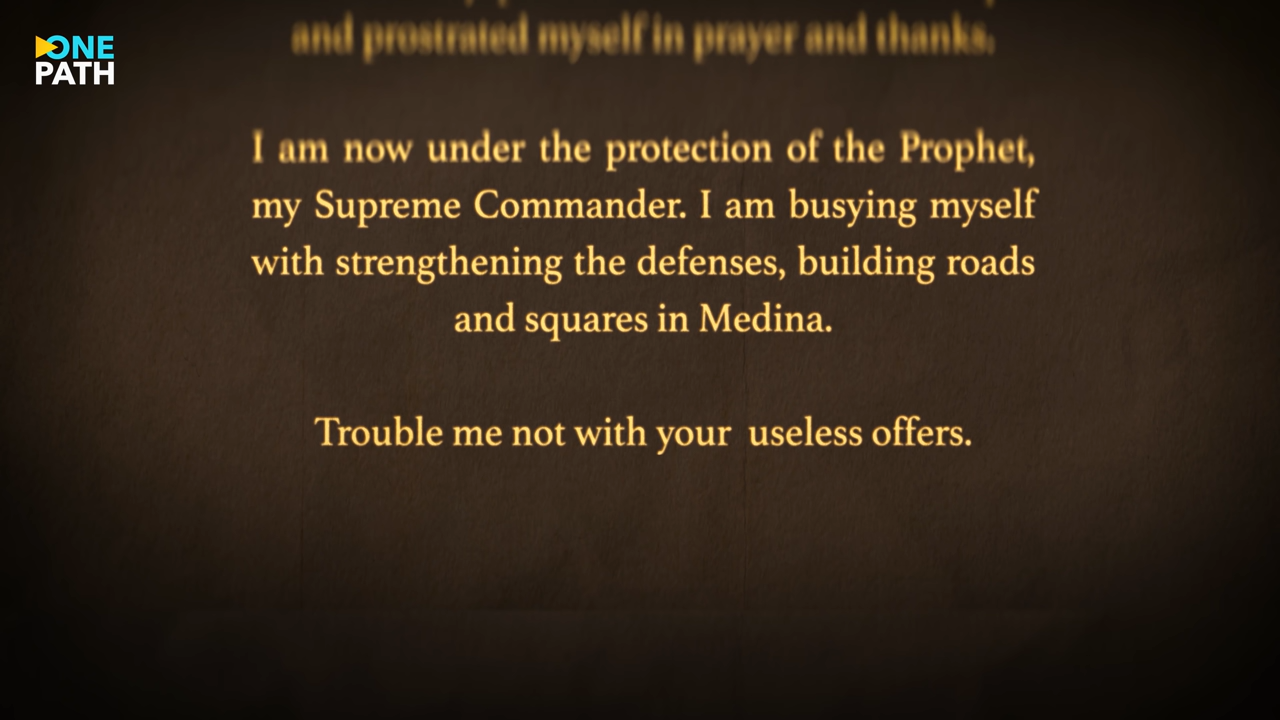 ONE
PATH
and prostrated myself in prayer and thanks.
I am now under the protection of the Prophet,
my Supreme Commander. I am busying myself
with strengthening the defenses, building roads
and squares in Medina.
Trouble me not with your useless offers.